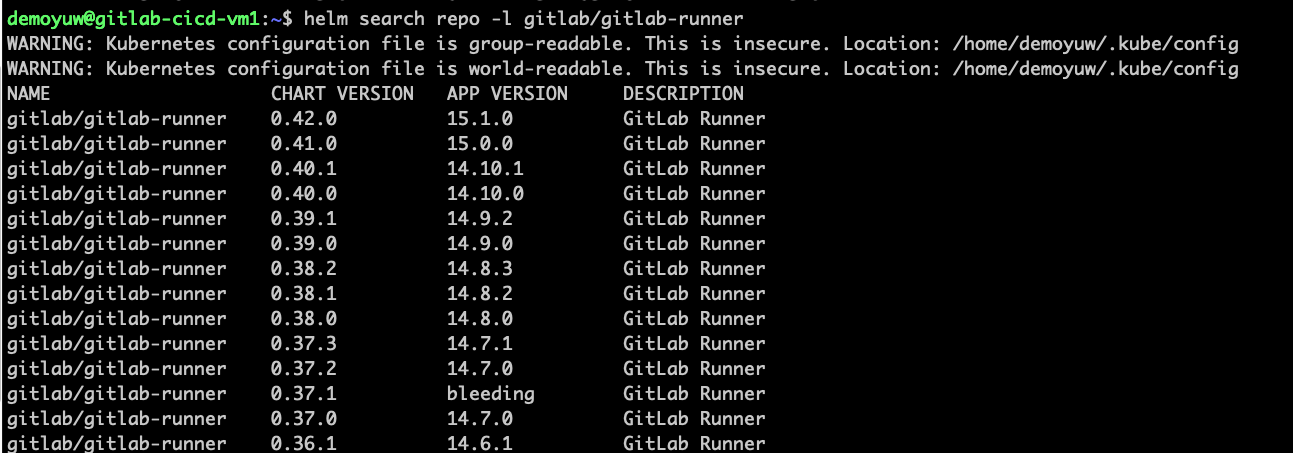 demoyuw@gitlab-cicd-vm1:~$ helm search repo -l gitlab/gitlab-runner
WARNING: Kubernetes configuration file is group-readable. This is insecure. Location: /home/demoyuw/.kube/config
WARNING: Kubernetes configuration file is world-readable. This is insecure. Location: /home/demoyuw/.kube/config
NAME CHART VERSION APP VERSION DESCRIPTION
gitlab/gitlab-runner 0.42.0 15.1.0 GitLab Runner
gitlab/gitlab-runner 0.41.0 15.0.0 GitLab Runner
gitlab/gitlab-runner 0.40.1 14.10.1 GitLab Runner
gitlab/gitlab-runner 0.40.0 14.10.0 GitLab Runner
gitlab/gitlab-runner 0.39.1 14.9.2 GitLab Runner
gitlab/gitlab-runner 0.39.0 14.9.0 GitLab Runner
gitlab/gitlab-runner 0.38.2 14.8.3 GitLab Runner
gitlab/gitlab-runner 0.38.1 14.8.2 GitLab Runner
gitlab/gitlab-runner 0.38.0 14.8.0 GitLab Runner
gitlab/gitlab-runner 0.37.3 14.7.1 GitLab Runner
gitlab/gitlab-runner 0.37.2 14.7.0 GitLab Runner
gitlab/gitlab-runner 0.37.1 bleeding GitLab Runner
gitlab/gitlab-runner 0.37.0 14.7.0 GitLab Runner
gitlab/gitlab-runner 0.36.1 14.6.1 GitLab Runner